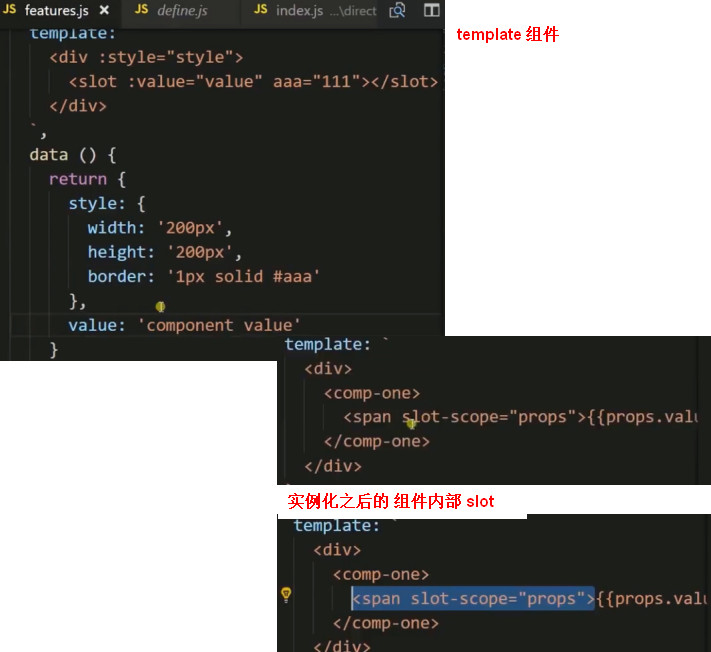 JS features.js × JS define.js JS index.js ...\direct
template 组件
template:
<div :style="style">
<slot :value="value" aaa="111"></slot>
</div>
`,
data () {
return {
style: {
width: '200px',
height: '200px',
border: '1px solid #aaa'
},
value: 'component value'
}
template: `
<div>
<comp-one>
<span slot-scope="props">{{props.valu
</comp-one>
</div>
实例化之后的 组件内部 slot
template: `
<div>
<comp-one>
<span slot-scope="props">{{props.valu
</comp-one>
</div>